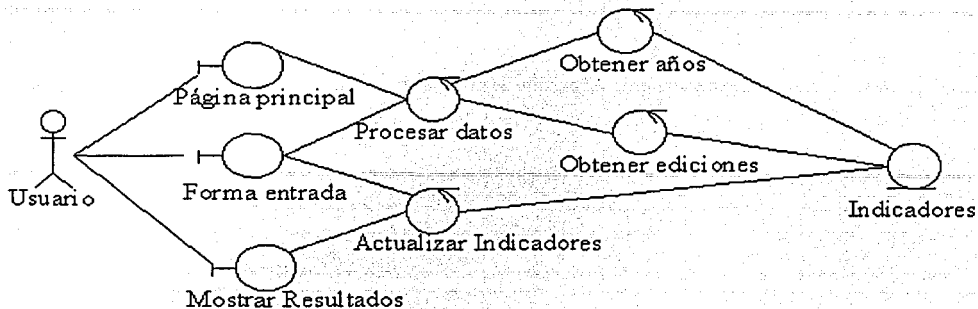 Obtener años
Página principal
Procesar datos
Obtener ediciones
Usuario
Forma entrada
Indicadores
Actualizar Indicadores
Mostrar Resultados